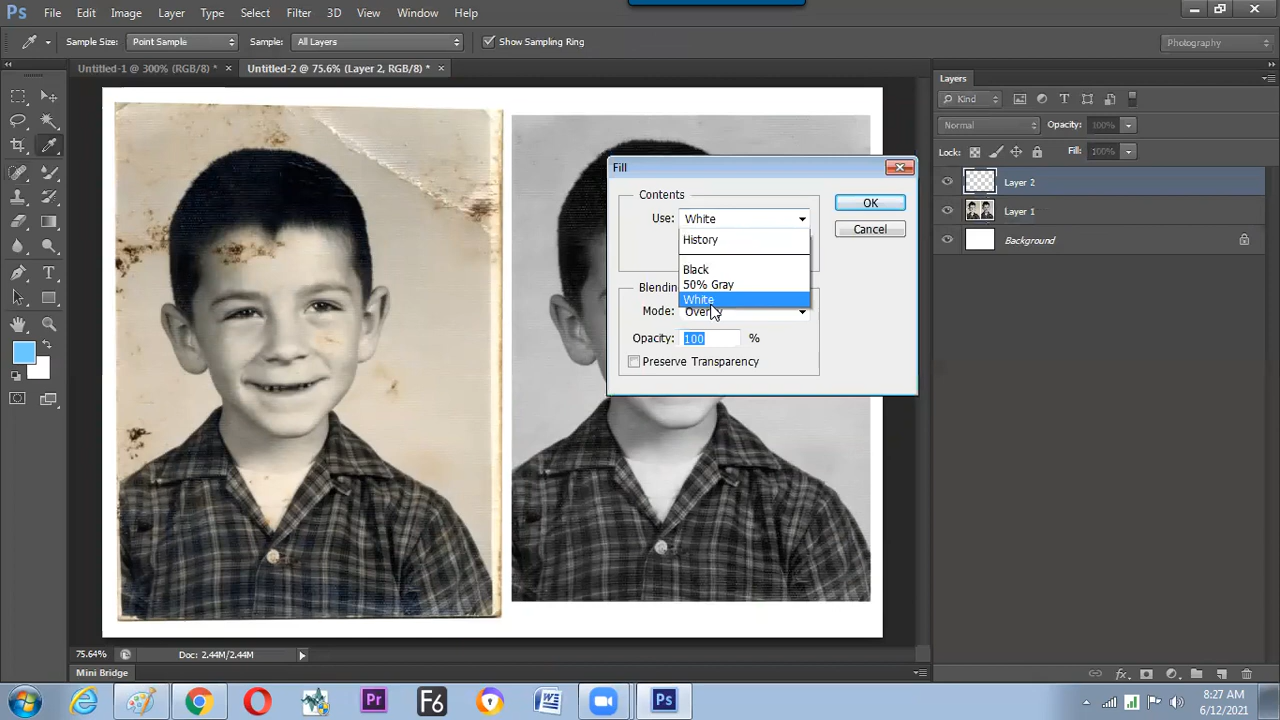 Ps File Edit Image Layer Type Select Filter 3D View Window Help
Sample Size: Point Sample Sample: All Layers Show Sampling Ring Photography
Untitled-1 @ 300% (RGB/8) * × Untitled-2 @ 75.6% (Layer 2, RGB/8) * ×
Layers
Kind
Normal Opacity: 100%
Lock: Fill: 100%
Layer 2
Layer 1
Background
Fill
Contents
Use: White
History
Black
50% Gray
White
OK
Cancel
Mode:
Opacity: 100 %
Preserve Transparency
75.64% Doc: 2.44M/2.44M
Mini Bridge
Pr F6 W Ps
8:27 AM
6/12/2021